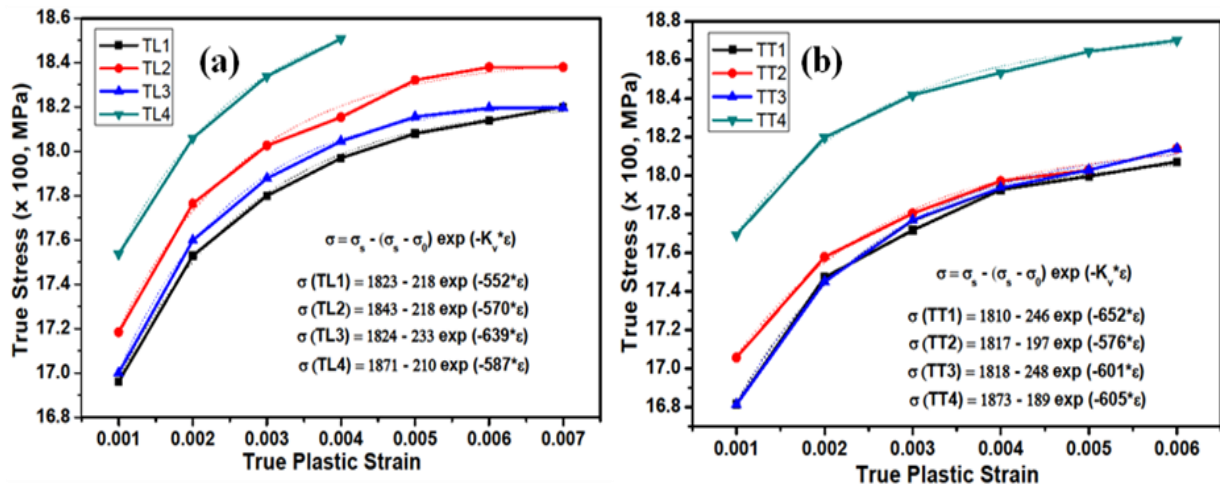 18.6
18.4
18.2
18.0
17.8
17.6
17.4
17.2
17.0
16.8
True Stress (x 100, MPa)
TL1
TL2
TL3
TL4
(a)
σ = σs - (σs - σ0) exp (-Kv*ε)
σ (TL1) = 1823 - 218 exp (-552*ε)
σ (TL2) = 1843 - 218 exp (-570*ε)
σ (TL3) = 1824 - 233 exp (-639*ε)
σ (TL4) = 1871 - 210 exp (-587*ε)
0.001 0.002 0.003 0.004 0.005 0.006 0.007
True Plastic Strain
18.8
18.6
18.4
18.2
18.0
17.8
17.6
17.4
17.2
17.0
16.8
True Stress (x 100, MPa)
TT1
TT2
TT3
TT4
(b)
σ = σs - (σs - σ0) exp (-Kv*ε)
σ (TT1) = 1810 - 246 exp (-652*ε)
σ (TT2) = 1817 - 197 exp (-576*ε)
σ (TT3) = 1818 - 248 exp (-601*ε)
σ (TT4) = 1873 - 189 exp (-605*ε)
0.001 0.002 0.003 0.004 0.005 0.006
True Plastic Strain